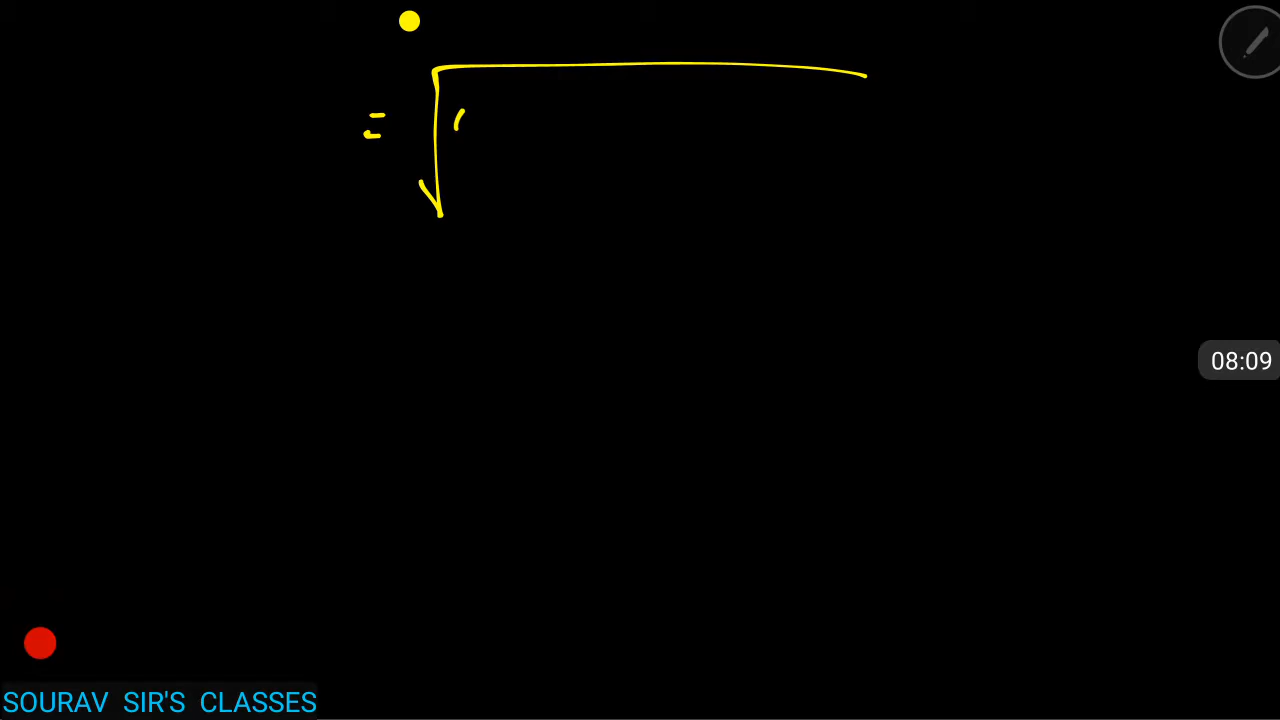 = √(
08:09
SOURAV SIR'S CLASSES